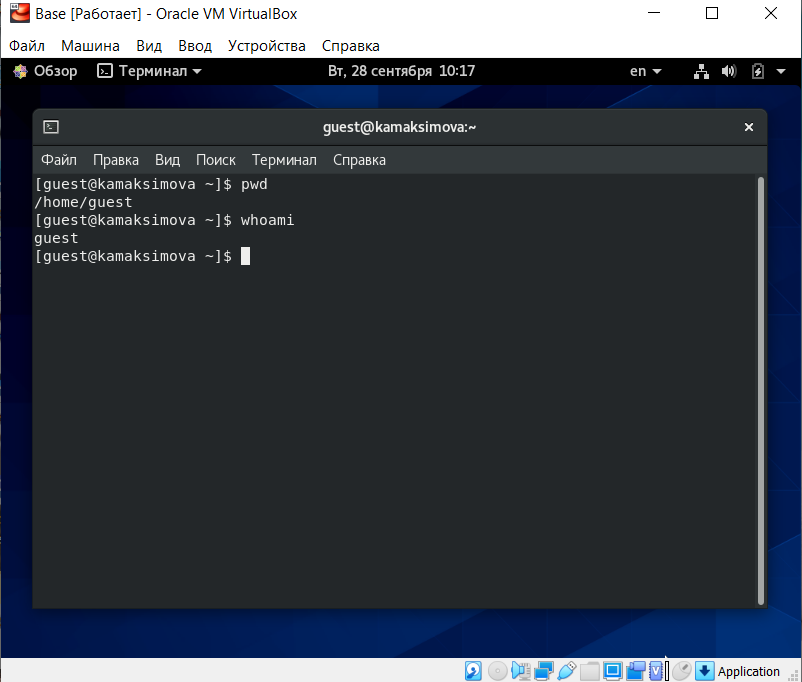 Base [Работает] - Oracle VM VirtualBox
Файл Машина Вид Ввод Устройства Справка
Обзор Терминал Вт, 28 сентября 10:17 en
guest@kamaksimova:~
Файл Правка Вид Поиск Терминал Справка
[guest@kamaksimova ~]$ pwd
/home/guest
[guest@kamaksimova ~]$ whoami
guest
[guest@kamaksimova ~]$
Application